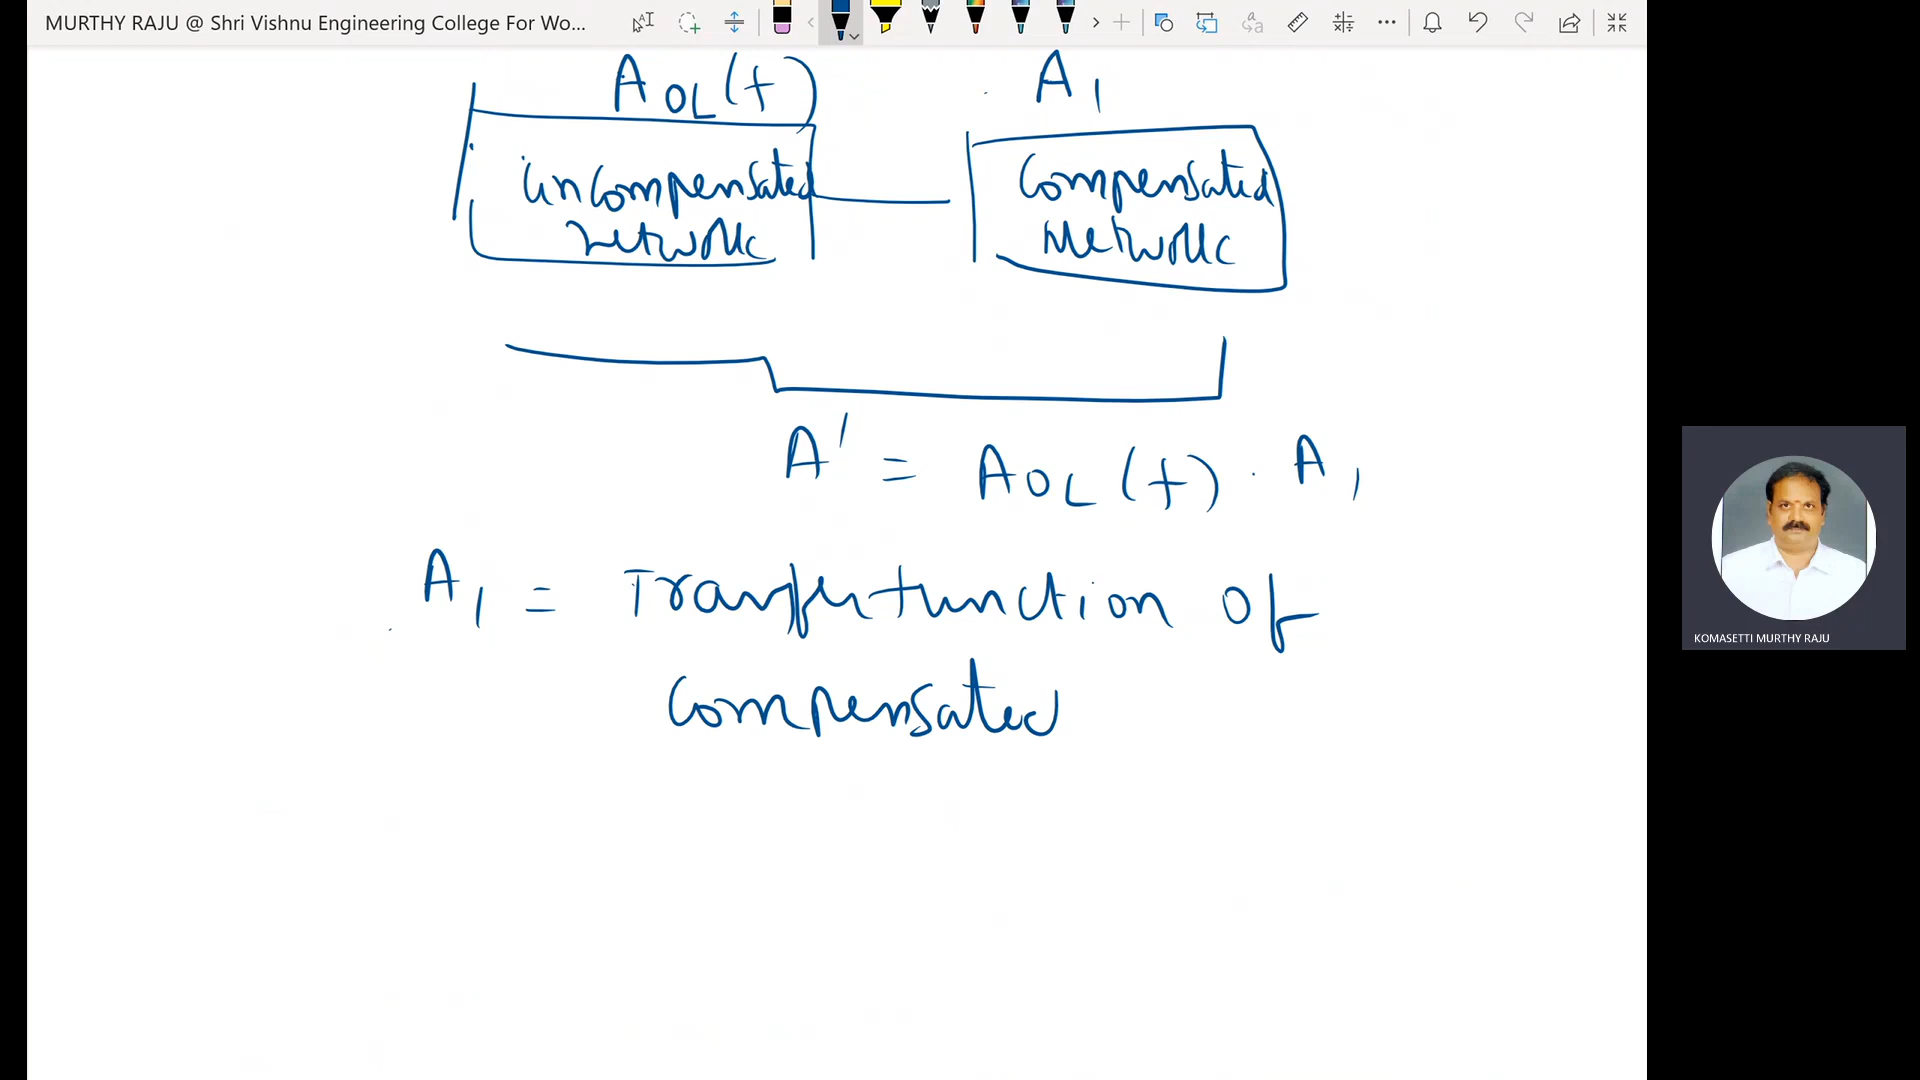 MURTHY RAJU @ Shri Vishnu Engineering College For Wo...
AOL(f) A1
Uncompensated Compensated
network Network
A' = AOL(f) . A1
A1 = Transferfunction of
Compensated
KOMASETTI MURTHY RAJU